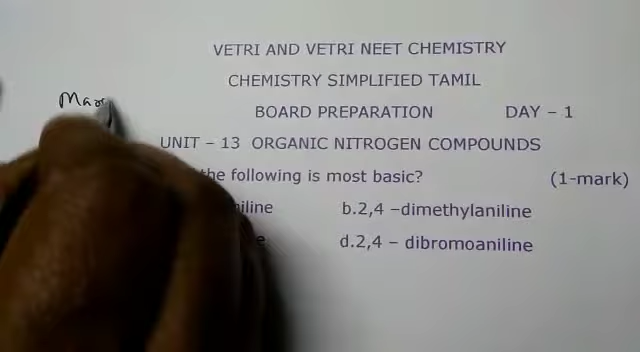 VETRI AND VETRI NEET CHEMISTRY
CHEMISTRY SIMPLIFIED TAMIL
Mar
BOARD PREPARATION DAY – 1
UNIT – 13 ORGANIC NITROGEN COMPOUNDS
the following is most basic? (1-mark)
b.2,4 –dimethylaniline
d.2,4 – dibromoaniline